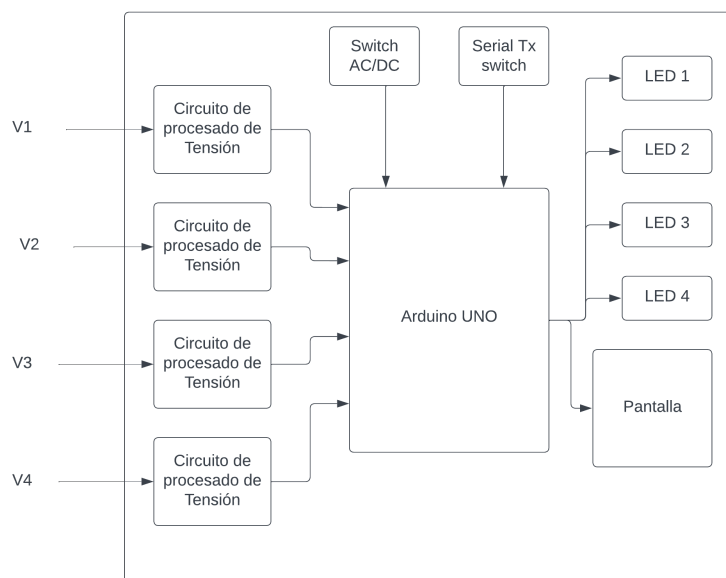 Switch
AC/DC
Serial Tx
switch
V1
Circuito de
procesado de
Tensión
LED 1
LED 2
V2
Circuito de
procesado de
Tensión
LED 3
Arduino UNO
LED 4
V3
Circuito de
procesado de
Tensión
Pantalla
V4
Circuito de
procesado de
Tensión